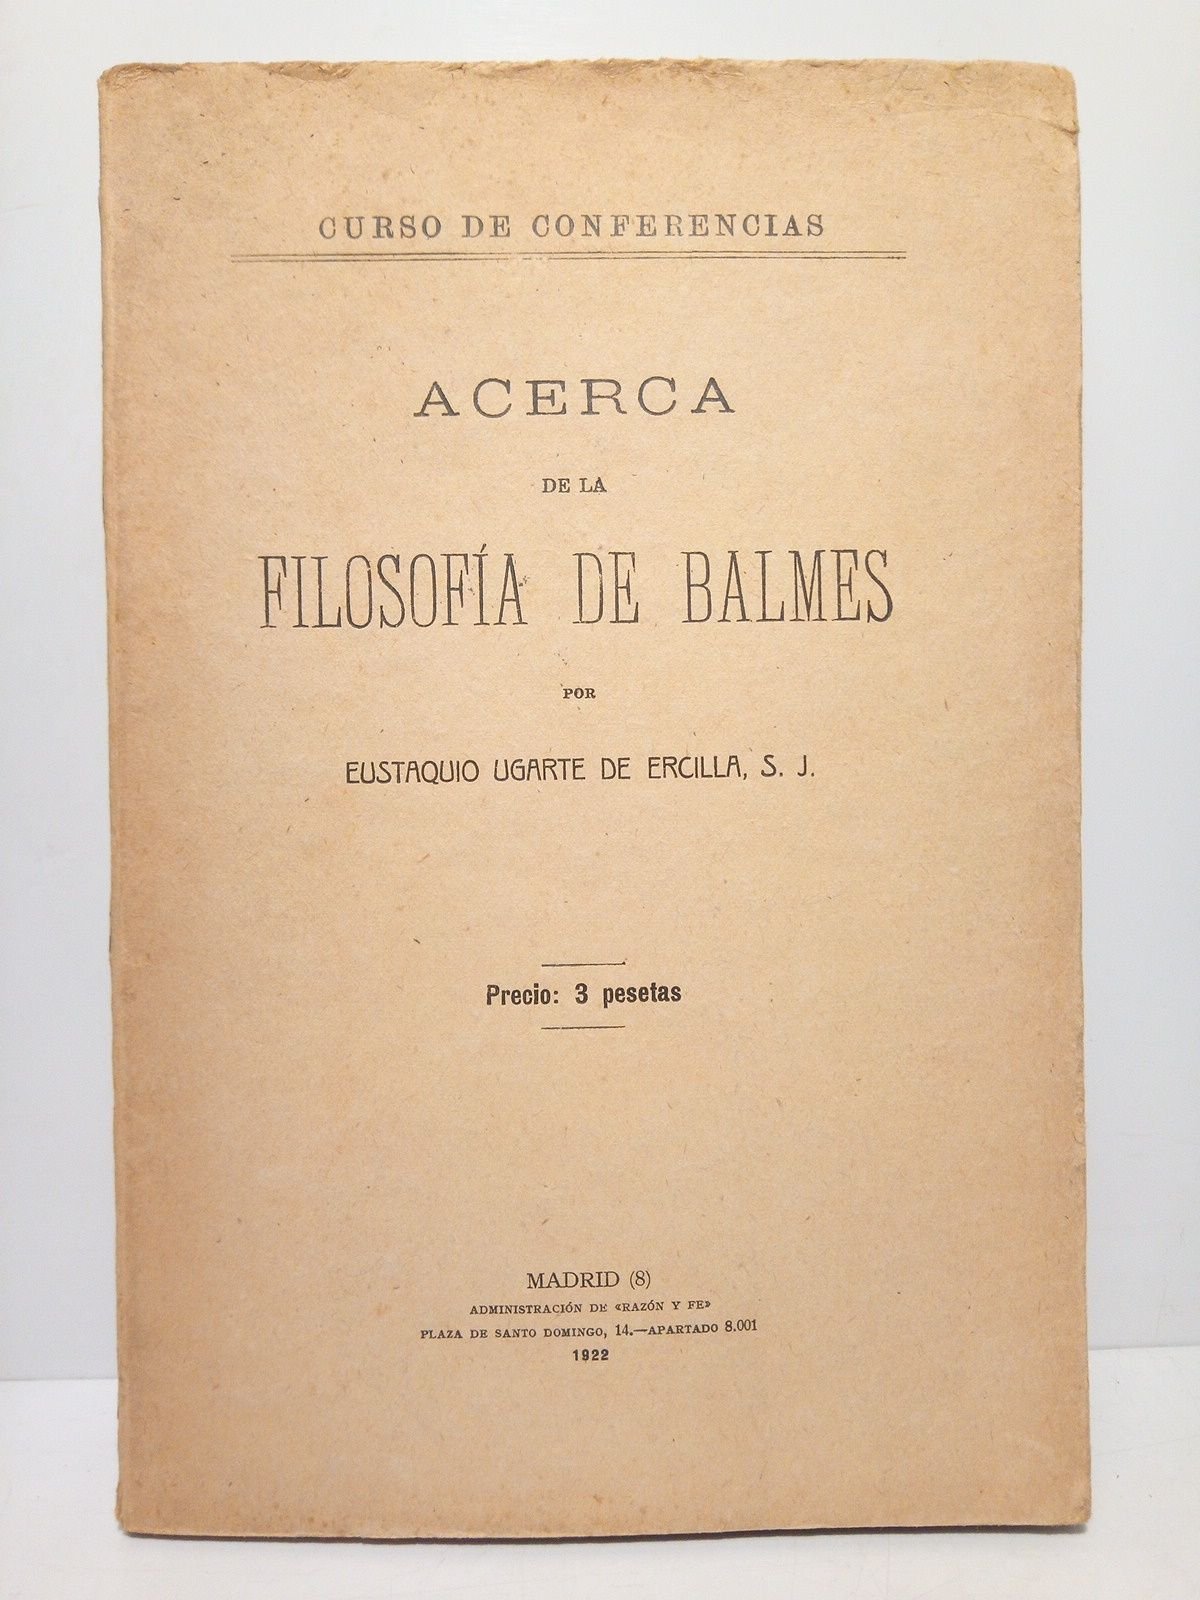 CURSO DE CONFERENCIAS
ACERCA
DE LA
FILOSOFÍA DE BALMES
POR
EUSTAQUIO UGARTE DE ERCILLA, S. J.
Precio: 3 pesetas
MADRID (8)
ADMINISTRACIÓN DE «RAZÓN Y FE»
PLAZA DE SANTO DOMINGO, 14.—APARTADO 8.001
1922